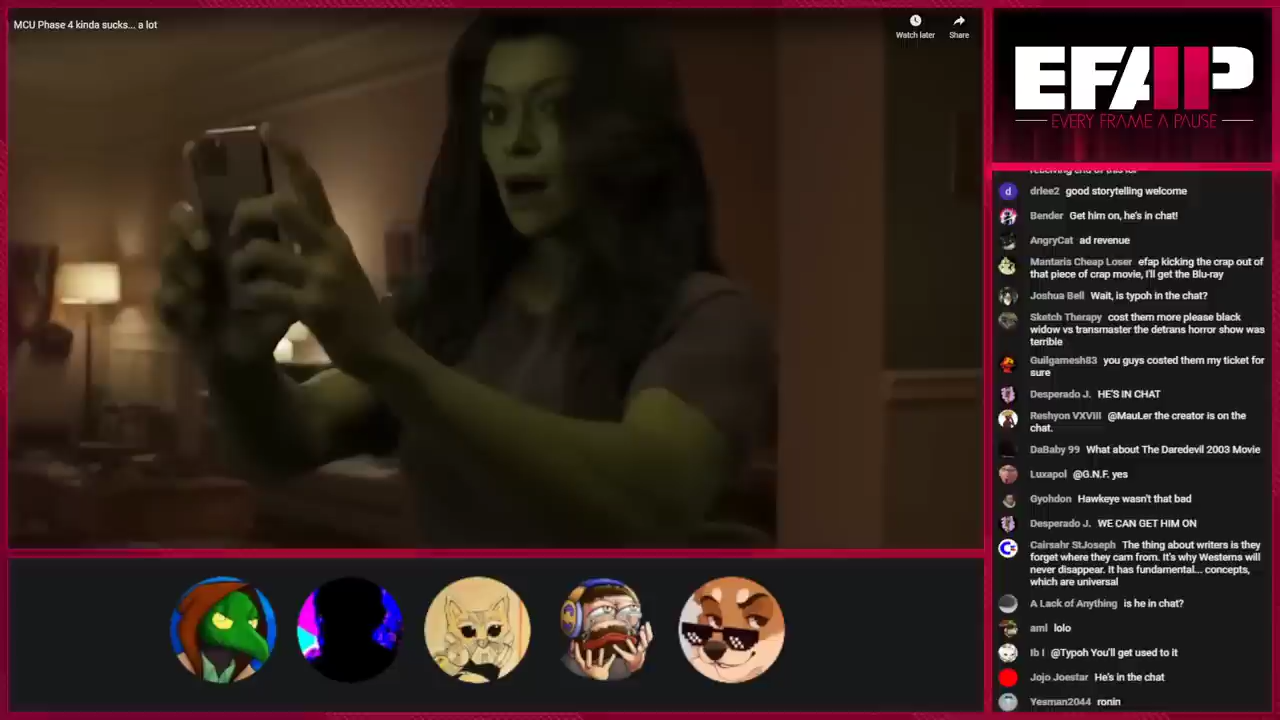 MCU Phase 4 kinda sucks... a lot
Watch later
Share
EFAP
EVERY FRAME A PAUSE
drlee2 good storytelling welcome
Bender Get him on, he's in chat!
AngryCat ad revenue
Mantaris Cheap Loser efap kicking the crap out of
that piece of crap movie, I'll get the Blu-ray
Joshua Bell Wait, is typoh in the chat?
Sketch Therapy cost them more please black
widow vs transmaster the detrans horror show was
terrible
Guilgamesh83 you guys costed them my ticket for
sure
Desperado J. HE'S IN CHAT
Reshyon VXVIII @MauLer the creator is on the
chat.
DaBaby 99 What about The Daredevil 2003 Movie
Luxapol @G.N.F. yes
Gyohdon Hawkeye wasn't that bad
Desperado J. WE CAN GET HIM ON
Cairsahr StJoseph The thing about writers is they
forget where they cam from. It's why Westerns will
never disappear. It has fundamental... concepts,
which are universal
A Lack of Anything is he in chat?
aml lolo
Ib I @Typoh You'll get used to it
Jojo Joestar He's in the chat
Yesman2044 ronin